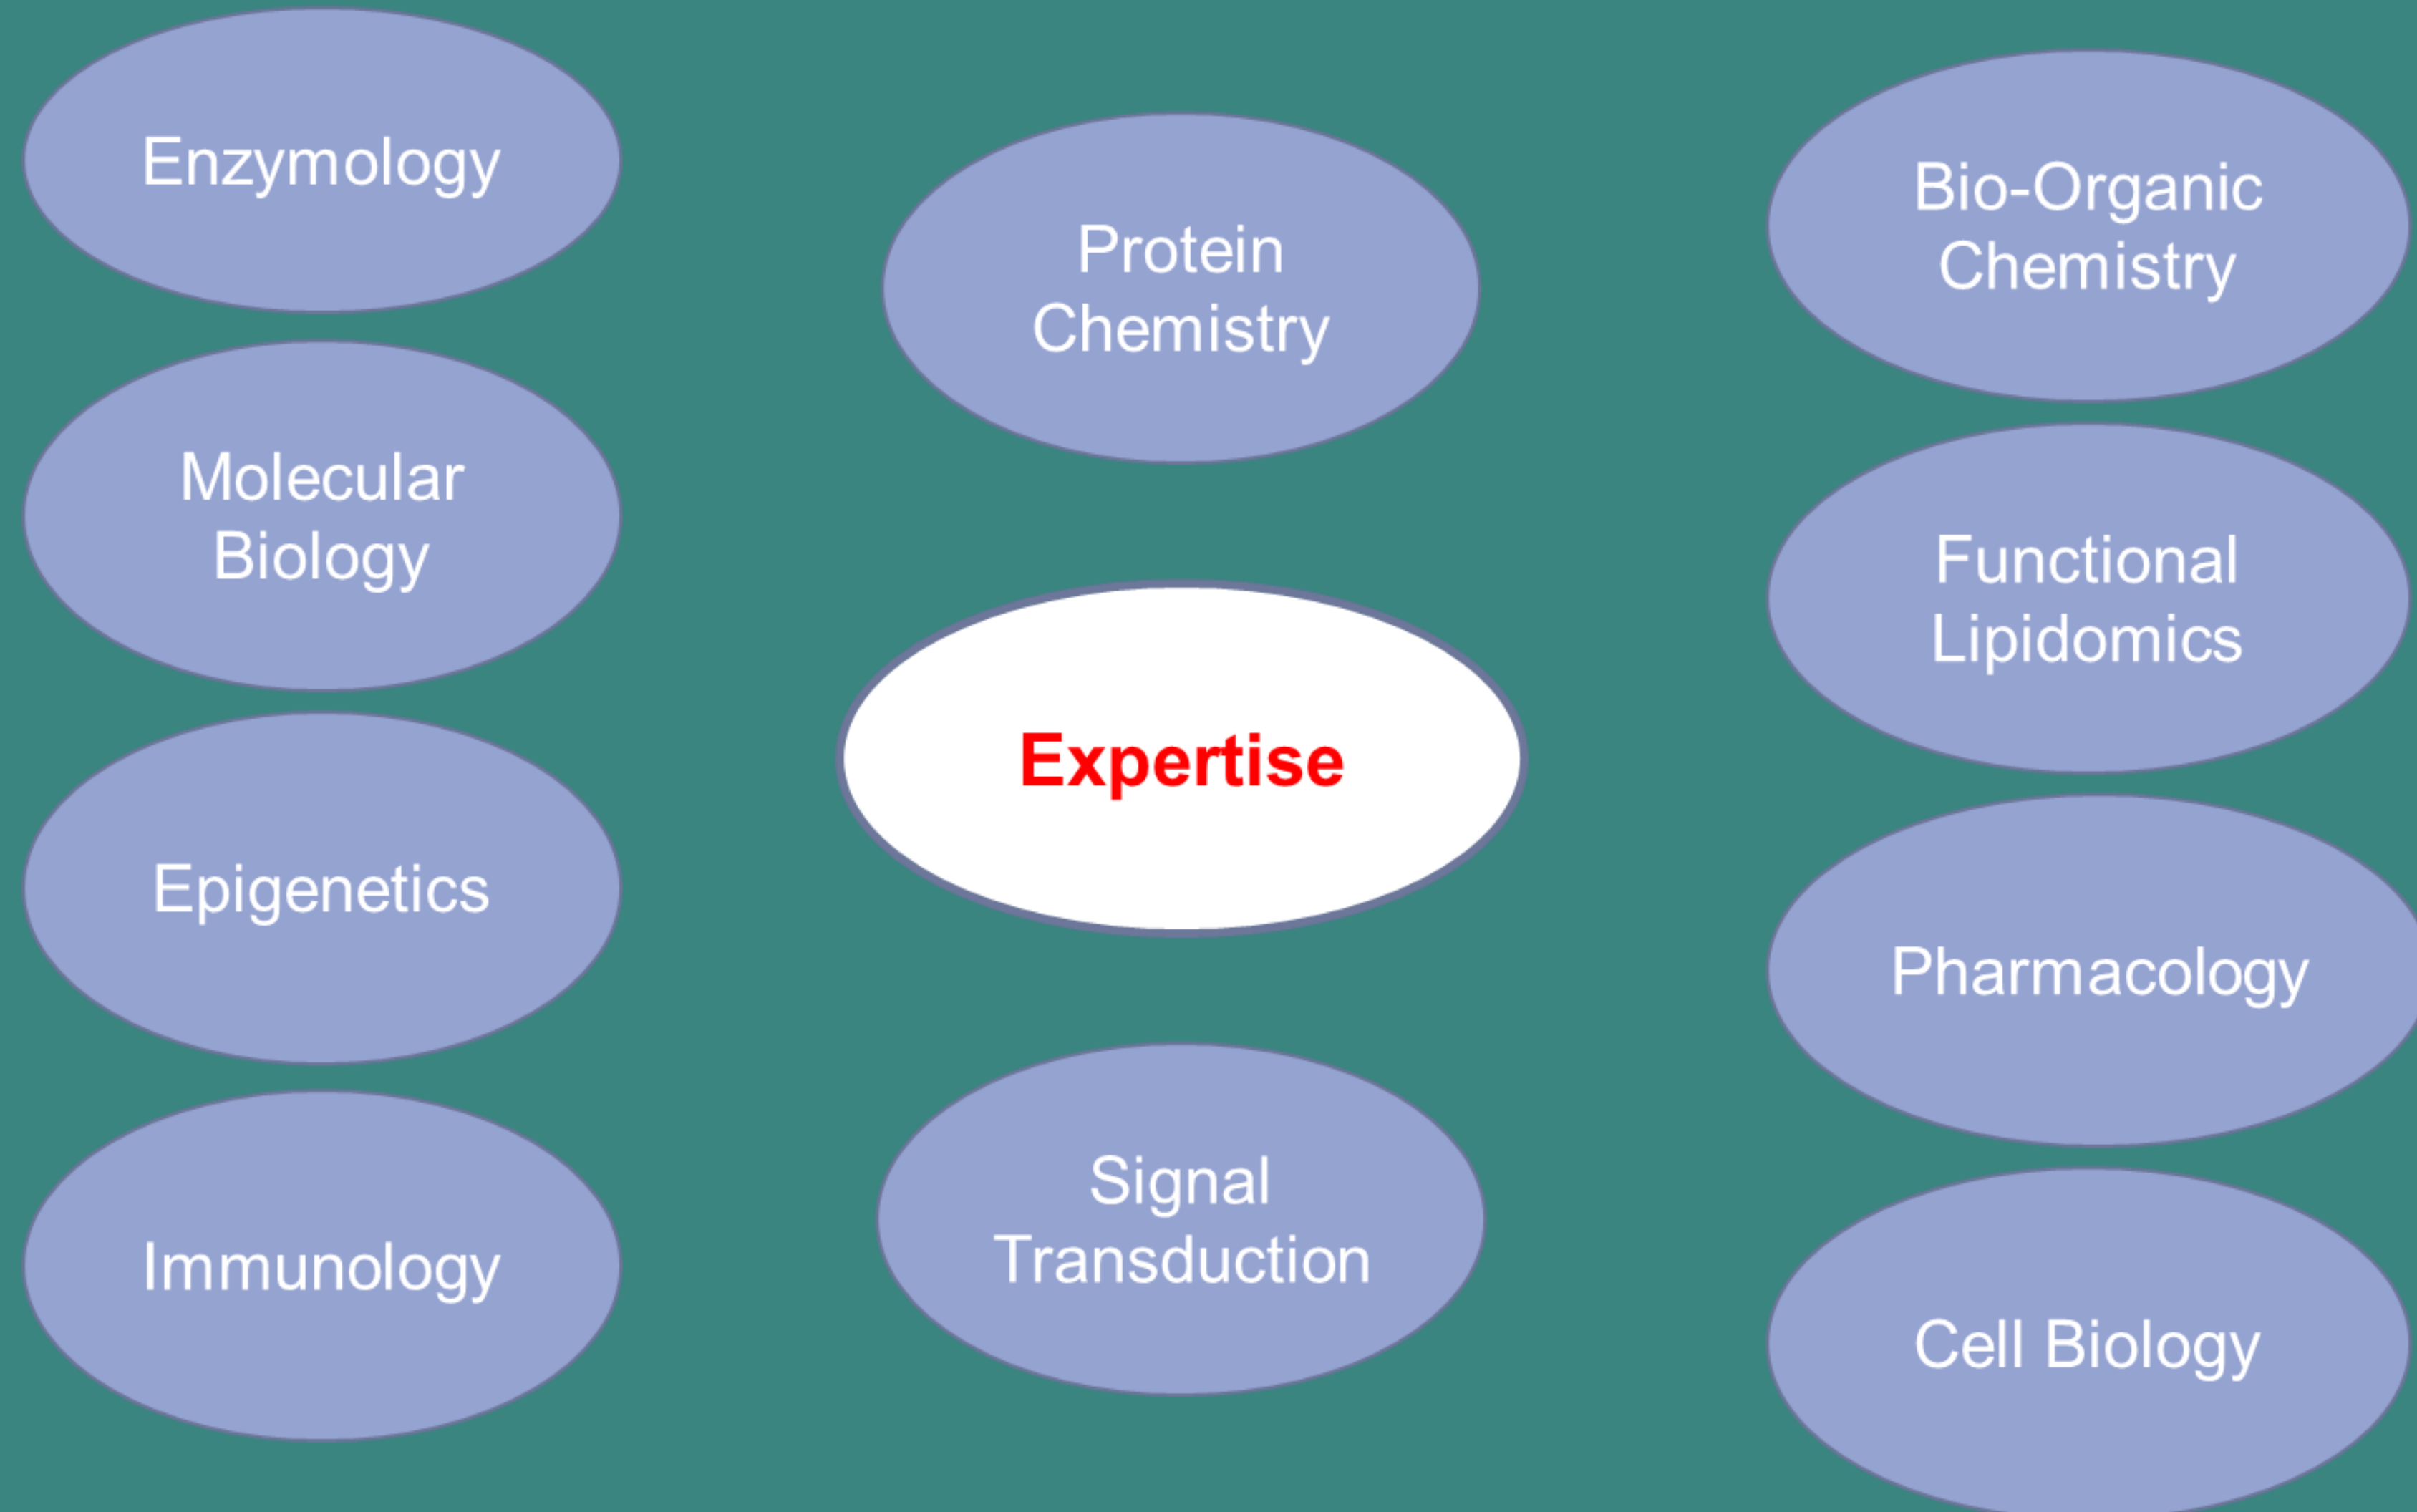 Enzymology
Molecular
Biology
Epigenetics
Immunology
Protein
Chemistry
Expertise
Signal
Transduction
Bio-Organic
Chemistry
Functional
Lipidomics
Pharmacology
Cell Biology